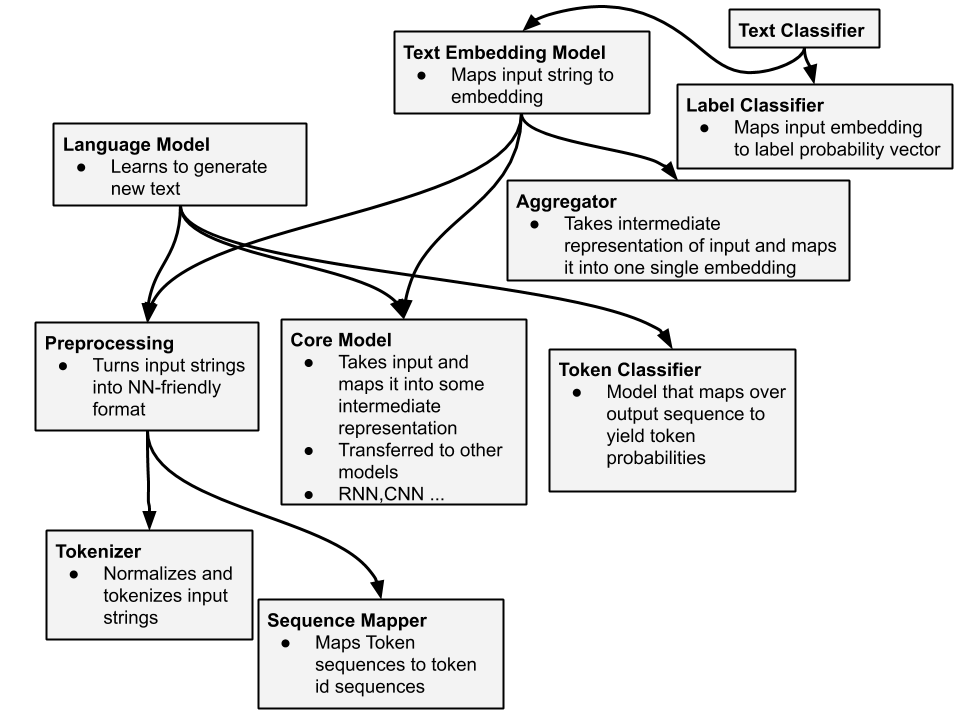 Text Classifier
Text Embedding Model
● Maps input string to
embedding
Label Classifier
● Maps input embedding
to label probability vector
Language Model
● Learns to generate
new text
Aggregator
● Takes intermediate
representation of input and maps
it into one single embedding
Preprocessing
● Turns input strings
into NN-friendly
format
Core Model
● Takes input and
maps it into some
intermediate
representation
● Transferred to other
models
● RNN,CNN ...
Token Classifier
● Model that maps over
output sequence to
yield token
probabilities
Tokenizer
● Normalizes and
tokenizes input
strings
Sequence Mapper
● Maps Token
sequences to token
id sequences